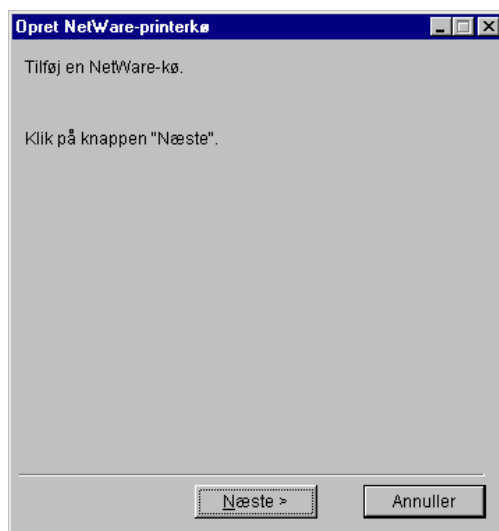 Opret NetWare-printerkø
Tilføj en NetWare-kø.
Klik på knappen "Næste".
Næste >
Annuller